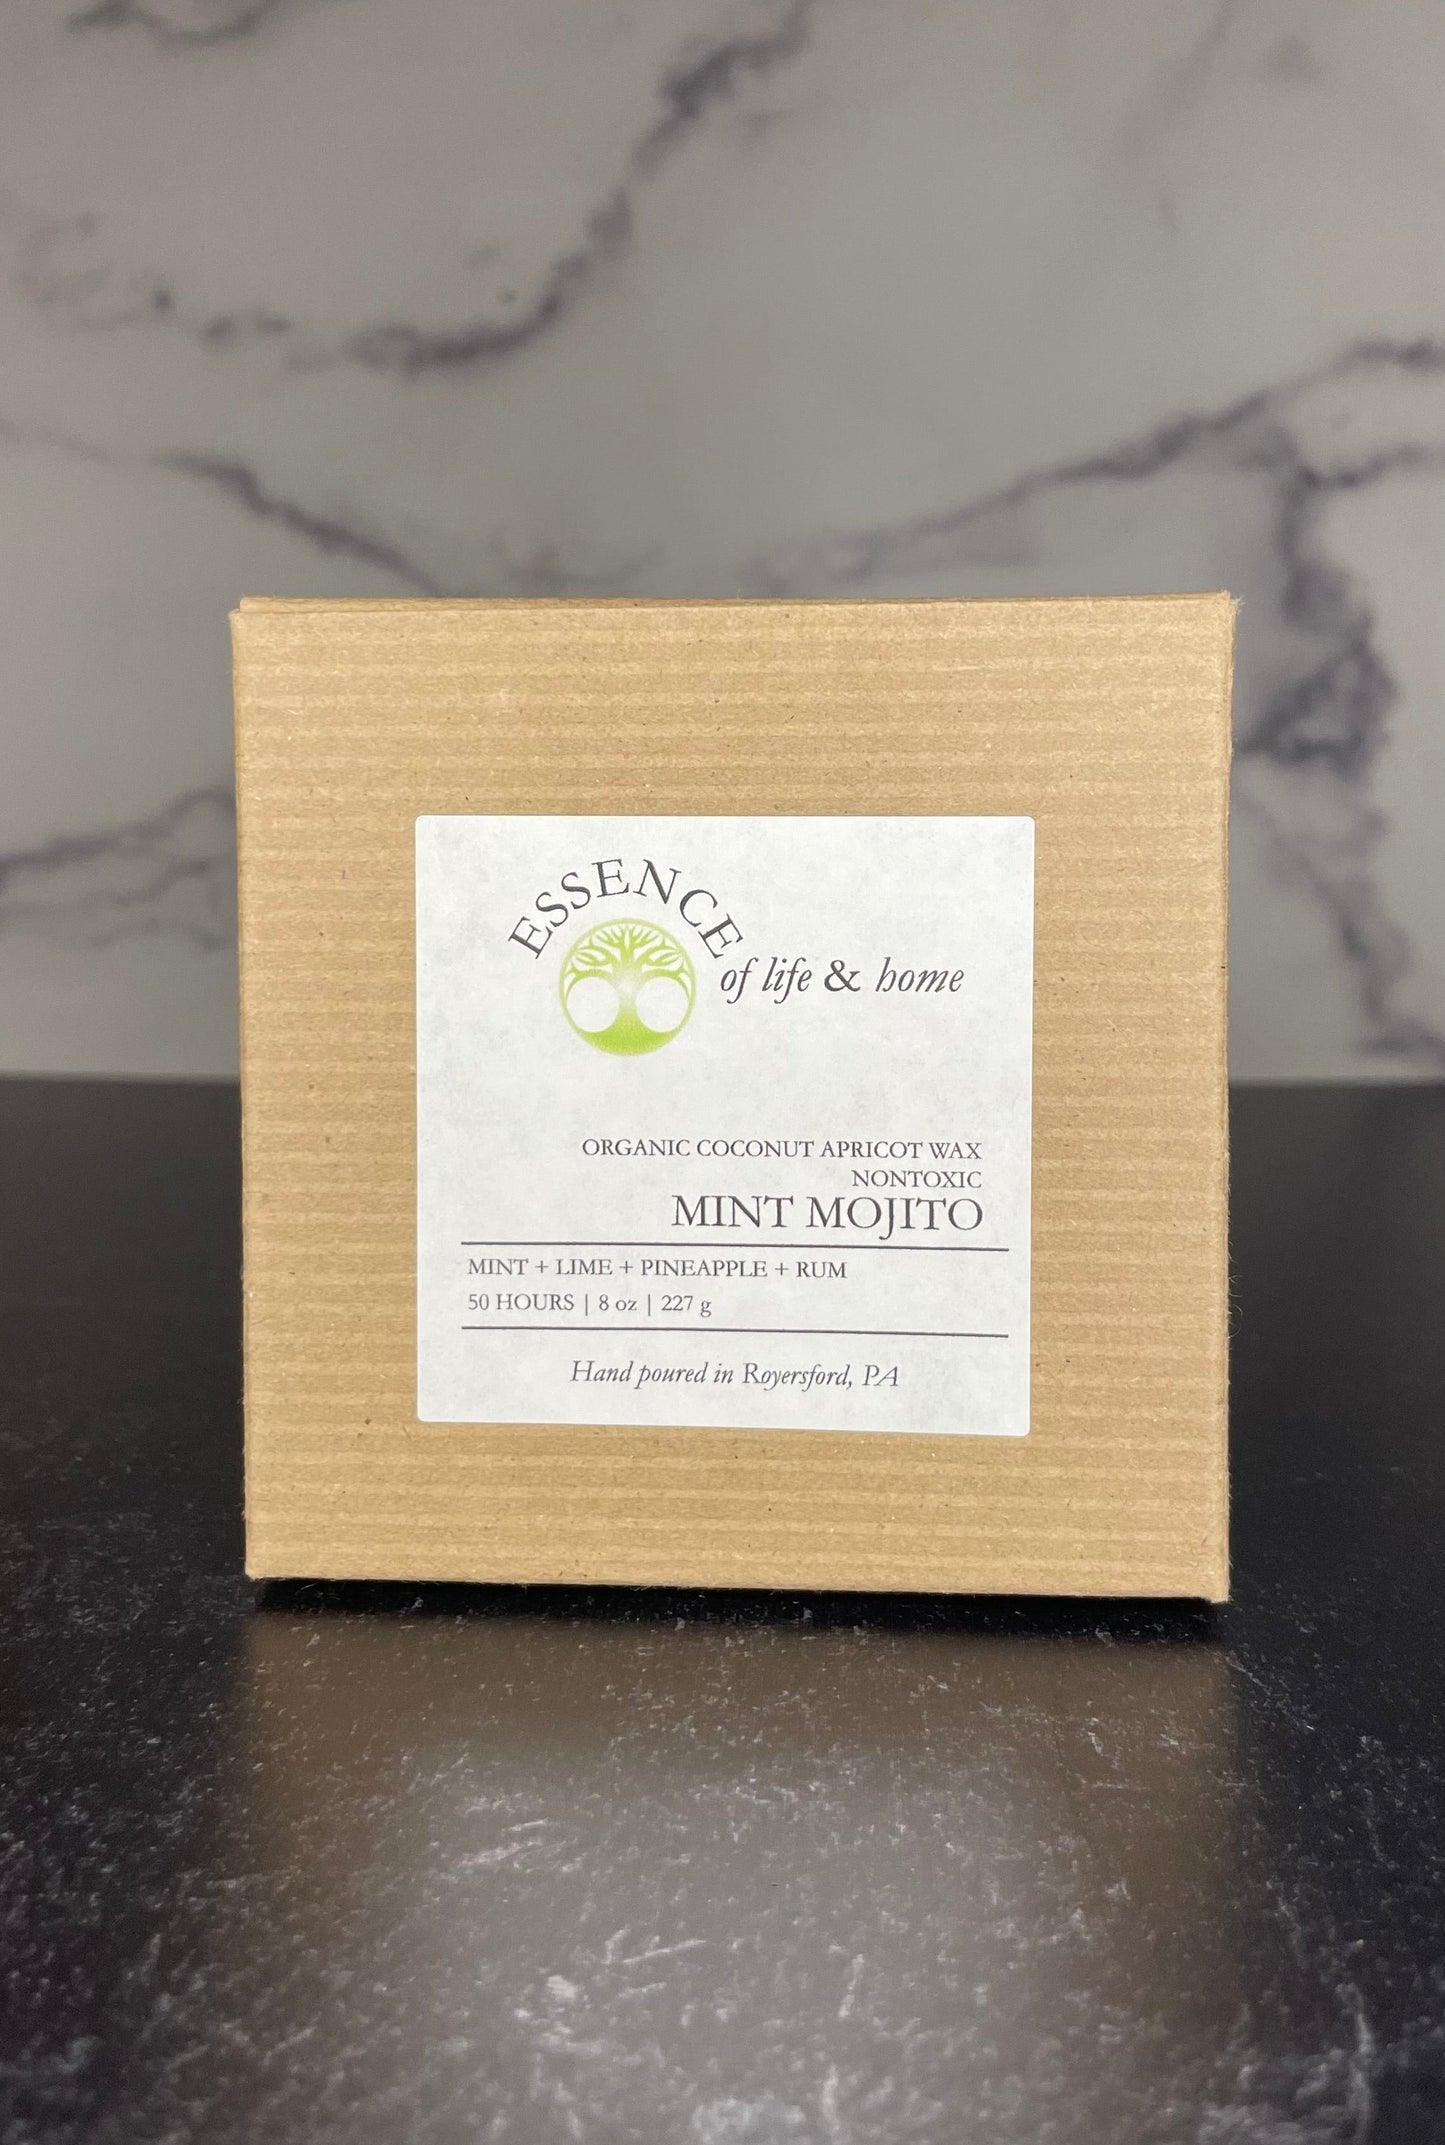 ESSENCE
of life & home
ORGANIC COCONUT APRICOT WAX
NONTOXIC
MINT MOJITO
MINT + LIME + PINEAPPLE + RUM
50 HOURS | 8 oz | 227 g
Hand poured in Royersford, PA